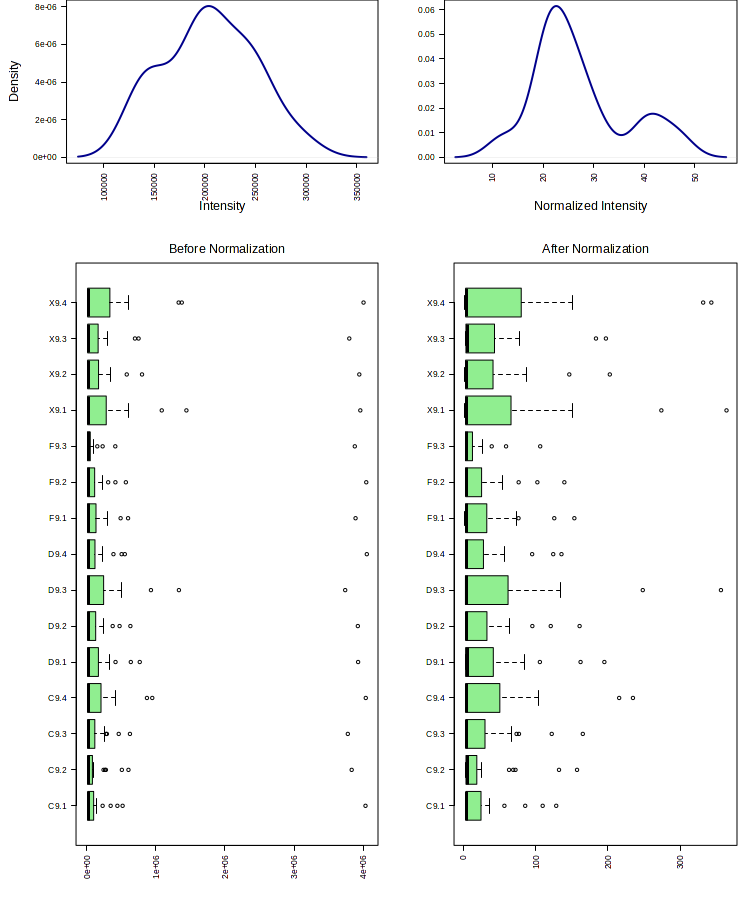 8e-06
6e-06
4e-06
2e-06
0e+00
Density
100000
150000
200000
250000
300000
350000
Intensity
0.06
0.05
0.04
0.03
0.02
0.01
0.00
10
20
30
40
50
Normalized Intensity
Before Normalization
X9.4
X9.3
X9.2
X9.1
F9.3
F9.2
F9.1
D9.4
D9.3
D9.2
D9.1
C9.4
C9.3
C9.2
C9.1
0e+00
1e+06
2e+06
3e+06
4e+06
After Normalization
X9.4
X9.3
X9.2
X9.1
F9.3
F9.2
F9.1
D9.4
D9.3
D9.2
D9.1
C9.4
C9.3
C9.2
C9.1
0
100
200
300